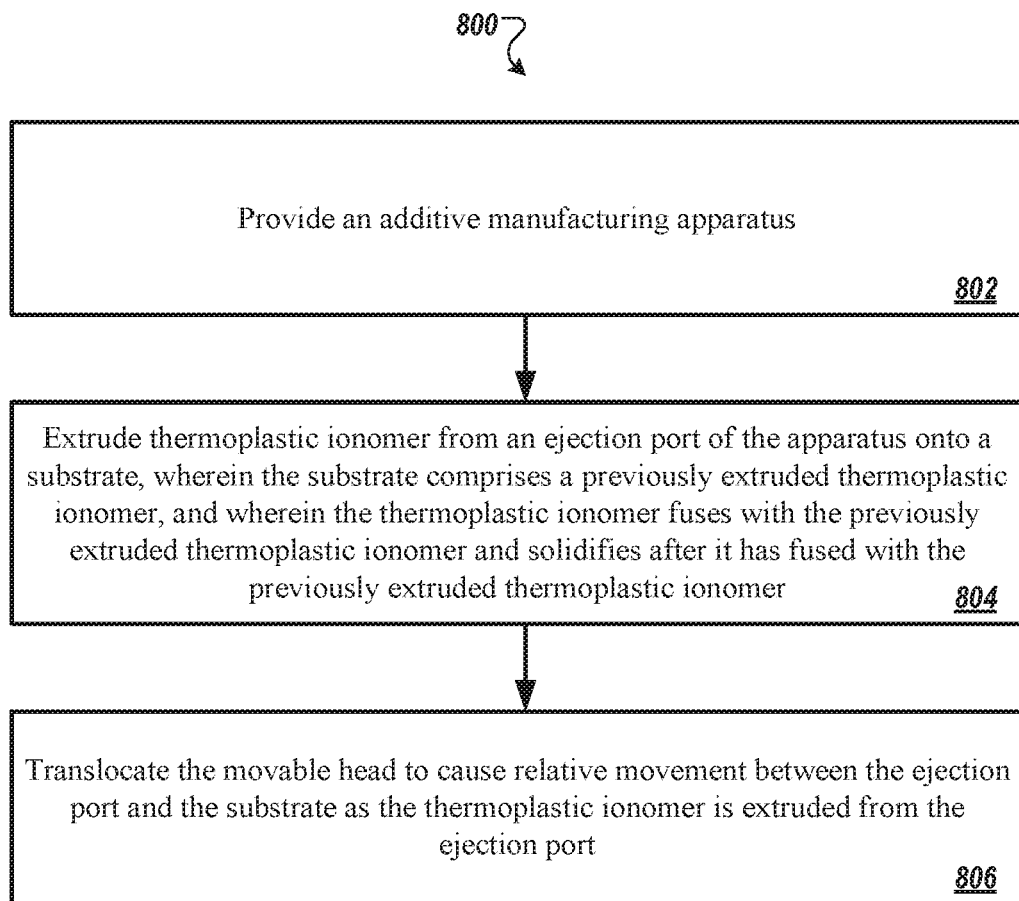 800
Provide an additive manufacturing apparatus
802
Extrude thermoplastic ionomer from an ejection port of the apparatus onto a
substrate, wherein the substrate comprises a previously extruded thermoplastic
ionomer, and wherein the thermoplastic ionomer fuses with the previously
extruded thermoplastic ionomer and solidifies after it has fused with the
previously extruded thermoplastic ionomer
804
Translocate the movable head to cause relative movement between the ejection
port and the substrate as the thermoplastic ionomer is extruded from the
ejection port
806